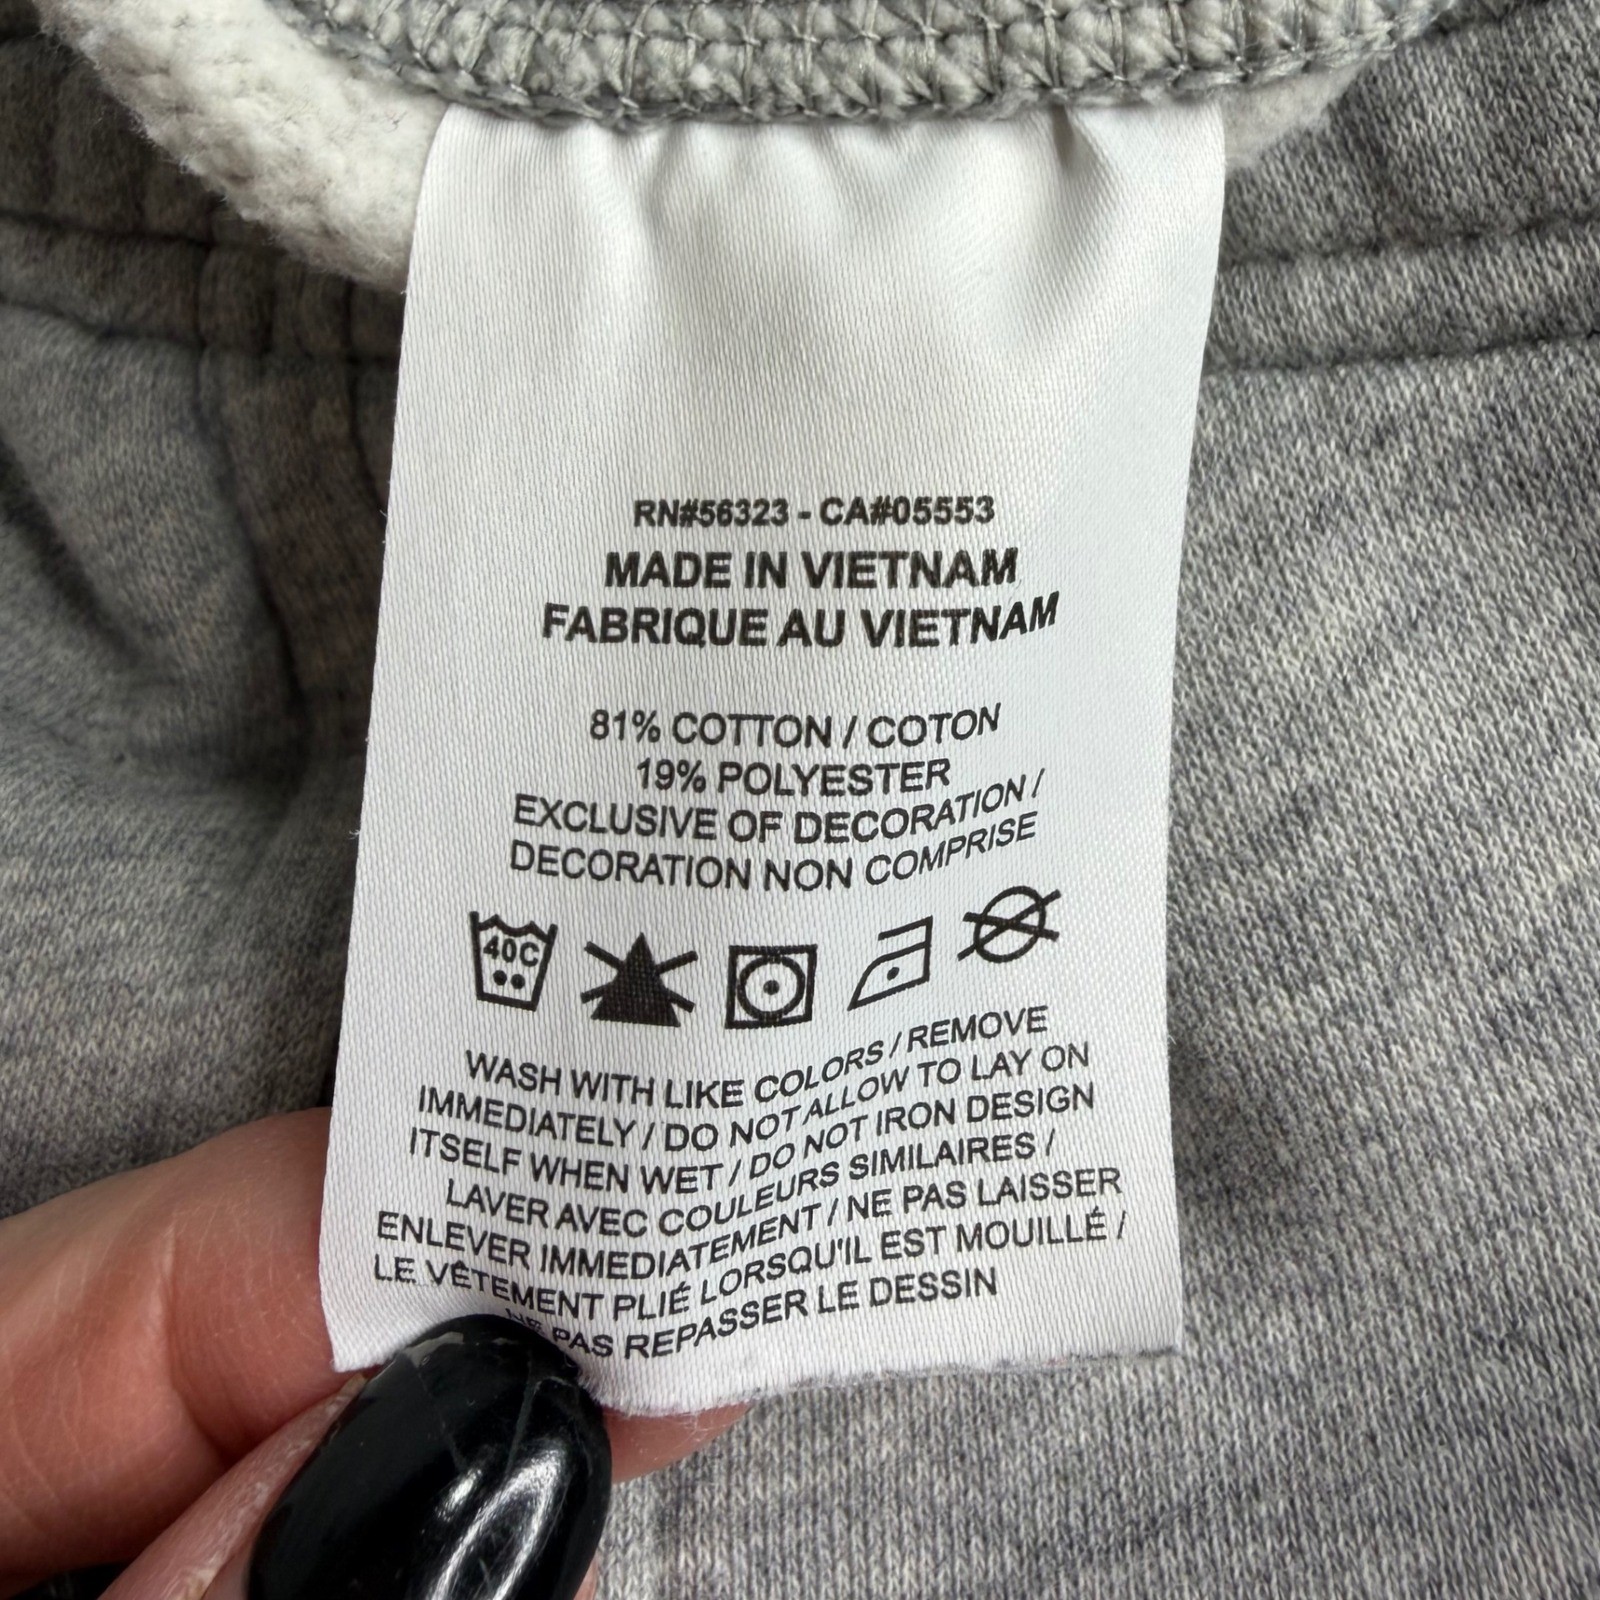 RN#56323 - CA#05553
MADE IN VIETNAM
FABRIQUE AU VIETNAM
81% COTTON / COTON
19% POLYESTER
EXCLUSIVE OF DECORATION /
DECORATION NON COMPRISE
40C
WASH WITH LIKE COLORS / REMOVE
IMMEDIATELY / DO NOT ALLOW TO LAY ON
ITSELF WHEN WET / DO NOT IRON DESIGN
LAVER AVEC COULEURS SIMILAIRES /
ENLEVER IMMEDIATEMENT / NE PAS LAISSER
LE VÊTEMENT PLIÉ LORSQU'IL EST MOUILLÉ /
NE PAS REPASSER LE DESSIN